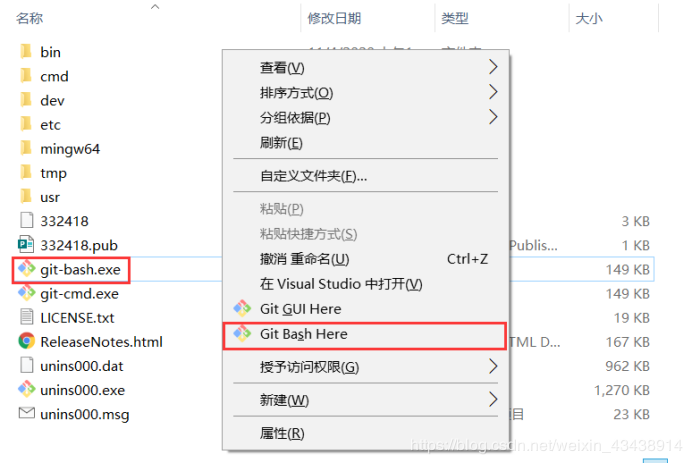 名称 修改日期 类型 大小
bin
cmd
dev
etc
mingw64
tmp
usr
332418 3 KB
332418.pub Publis... 1 KB
git-bash.exe 149 KB
git-cmd.exe 149 KB
LICENSE.txt 19 KB
ReleaseNotes.html TML D... 167 KB
unins000.dat 962 KB
unins000.exe 1,270 KB
unins000.msg 项目 23 KB
查看(V)
排序方式(O)
分组依据(P)
刷新(E)
自定义文件夹(F)...
粘贴(P)
粘贴快捷方式(S)
撤消 重命名(U) Ctrl+Z
在 Visual Studio 中打开(V)
Git GUI Here
Git Bash Here
授予访问权限(G)
新建(W)
属性(R)
https://blog.csdn.net/weixin_43438914